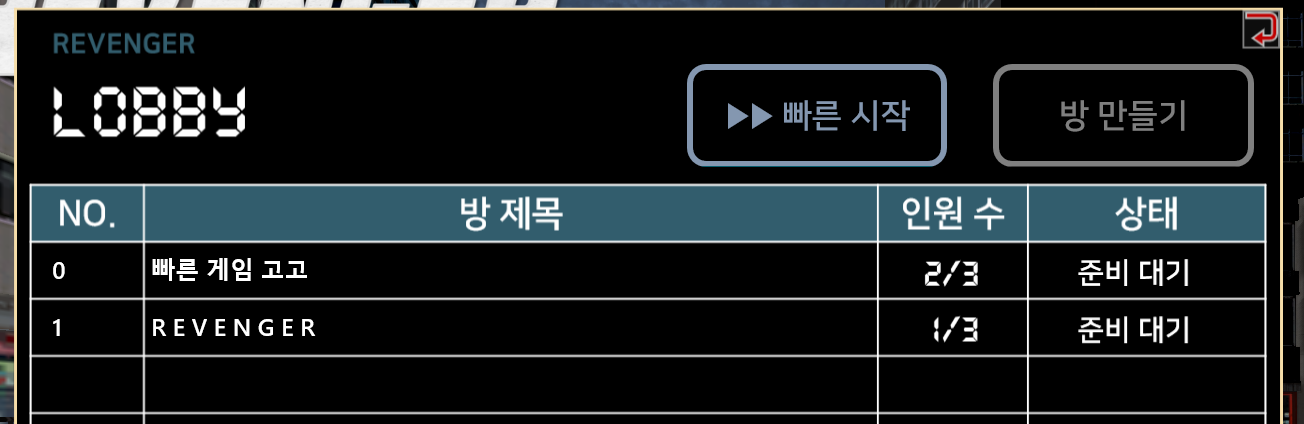 REVENGER
LOBBY
▶▶ 빠른 시작
방 만들기
NO. 방 제목 인원 수 상태
0 빠른 게임 고고 2/3 준비 대기
1 R E V E N G E R 1/3 준비 대기